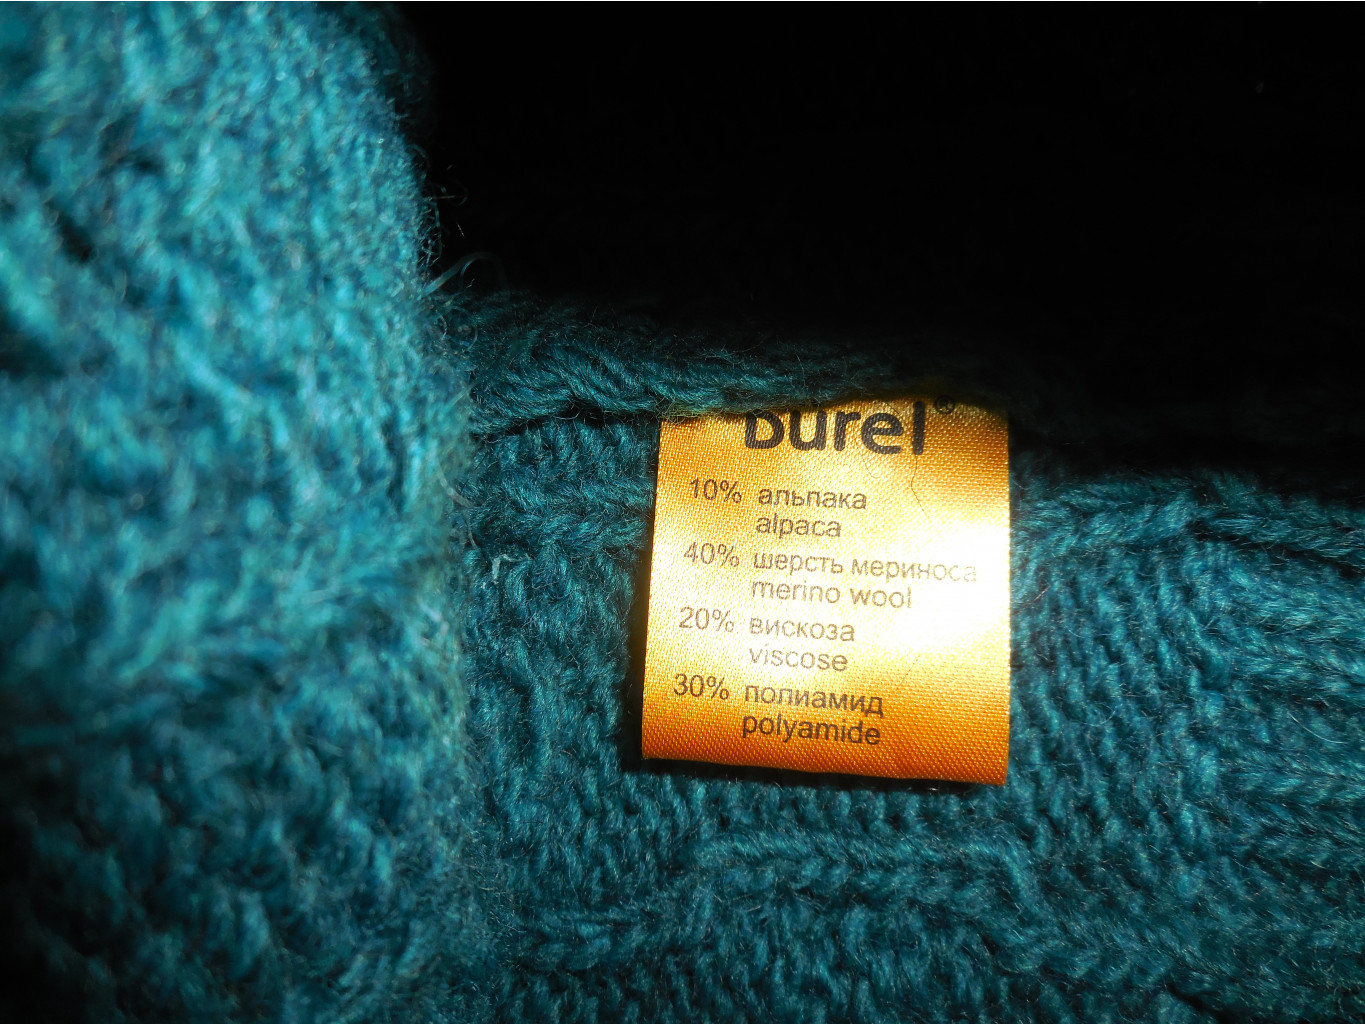 burel®
10% альпака
alpaca
40% шерсть мериноса
merino wool
20% вискоза
viscose
30% полиамид
polyamide